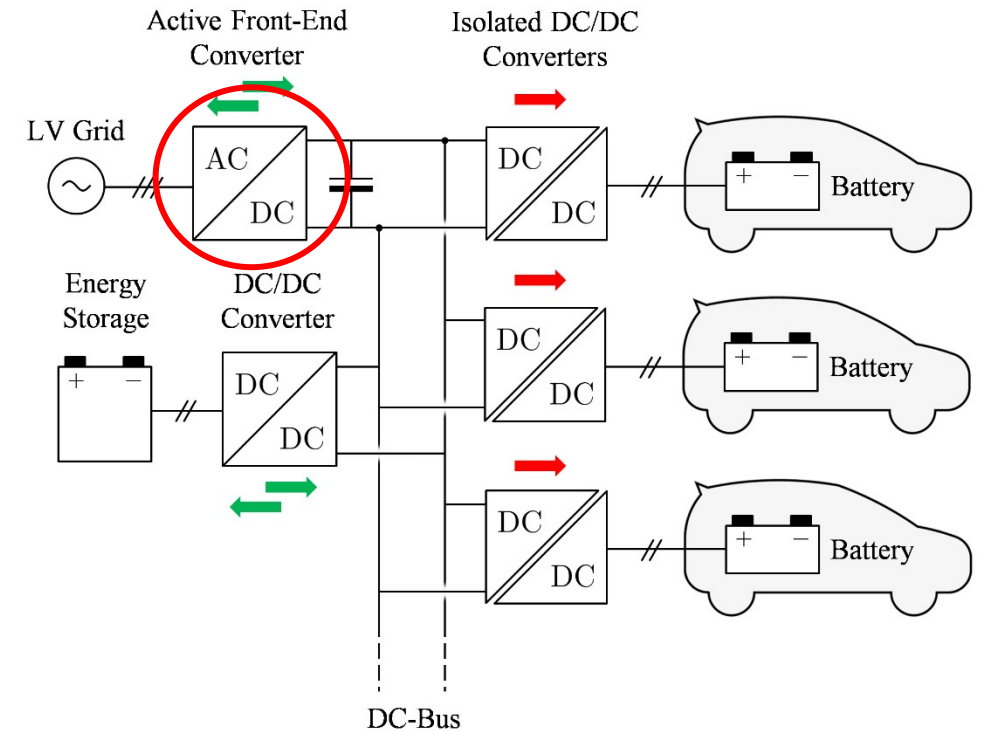 Active Front-End
Converter
Isolated DC/DC
Converters
LV Grid
AC
DC
DC
DC
+ −
Battery
Energy
Storage
DC/DC
Converter
+ −
DC
DC
DC
DC
+ −
Battery
DC
DC
+ −
Battery
DC-Bus